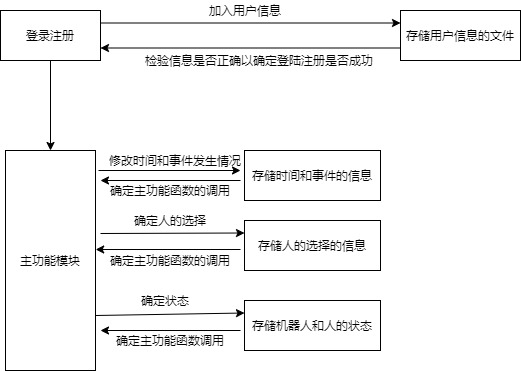 加入用户信息
登录注册
存储用户信息的文件
检验信息是否正确以确定登陆注册是否成功
修改时间和事件发生情况
存储时间和事件的信息
确定主功能函数的调用
确定人的选择
存储人的选择的信息
确定主功能函数的调用
主功能模块
确定状态
存储机器人和人的状态
确定主功能函数调用